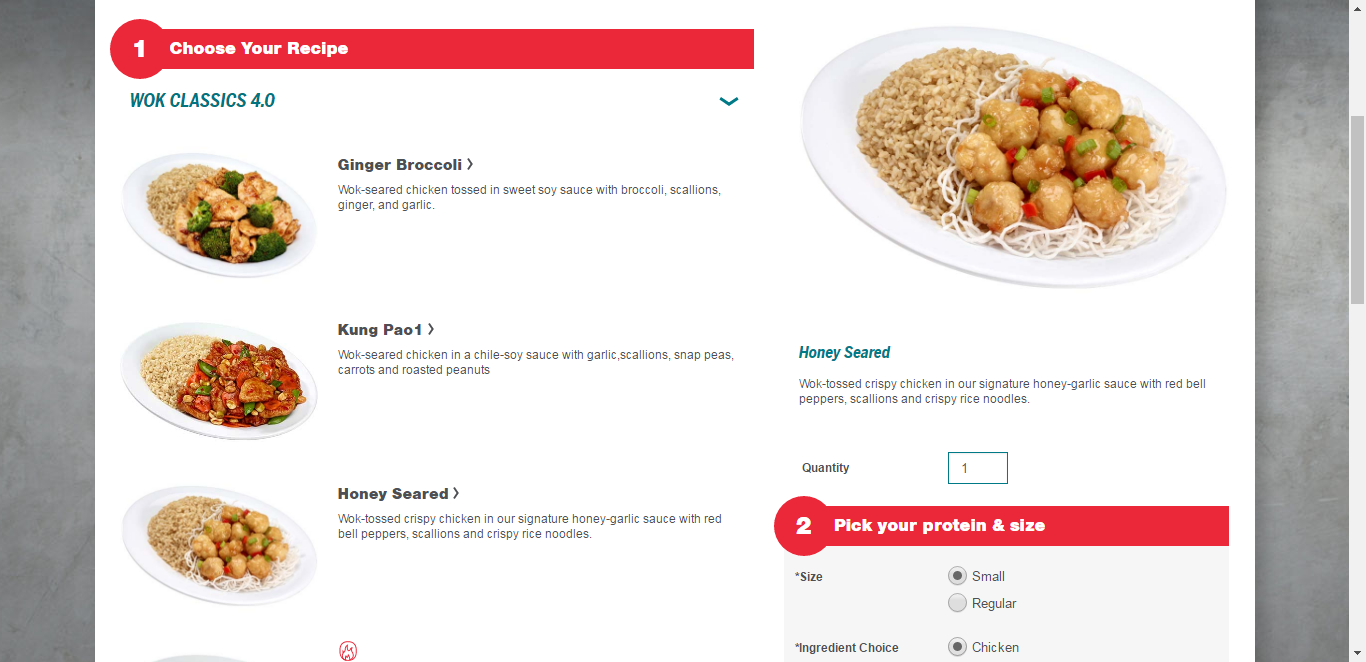 1 Choose Your Recipe
WOK CLASSICS 4.0
Ginger Broccoli
Wok-seared chicken tossed in sweet soy sauce with broccoli, scallions,
ginger, and garlic.
Kung Pao1
Wok-seared chicken in a chile-soy sauce with garlic,scallions, snap peas,
carrots and roasted peanuts
Honey Seared
Wok-tossed crispy chicken in our signature honey-garlic sauce with red
bell peppers, scallions and crispy rice noodles.
Honey Seared
Wok-tossed crispy chicken in our signature honey-garlic sauce with red bell
peppers, scallions and crispy rice noodles.
Quantity 1
2 Pick your protein & size
*Size Small
Regular
*Ingredient Choice Chicken